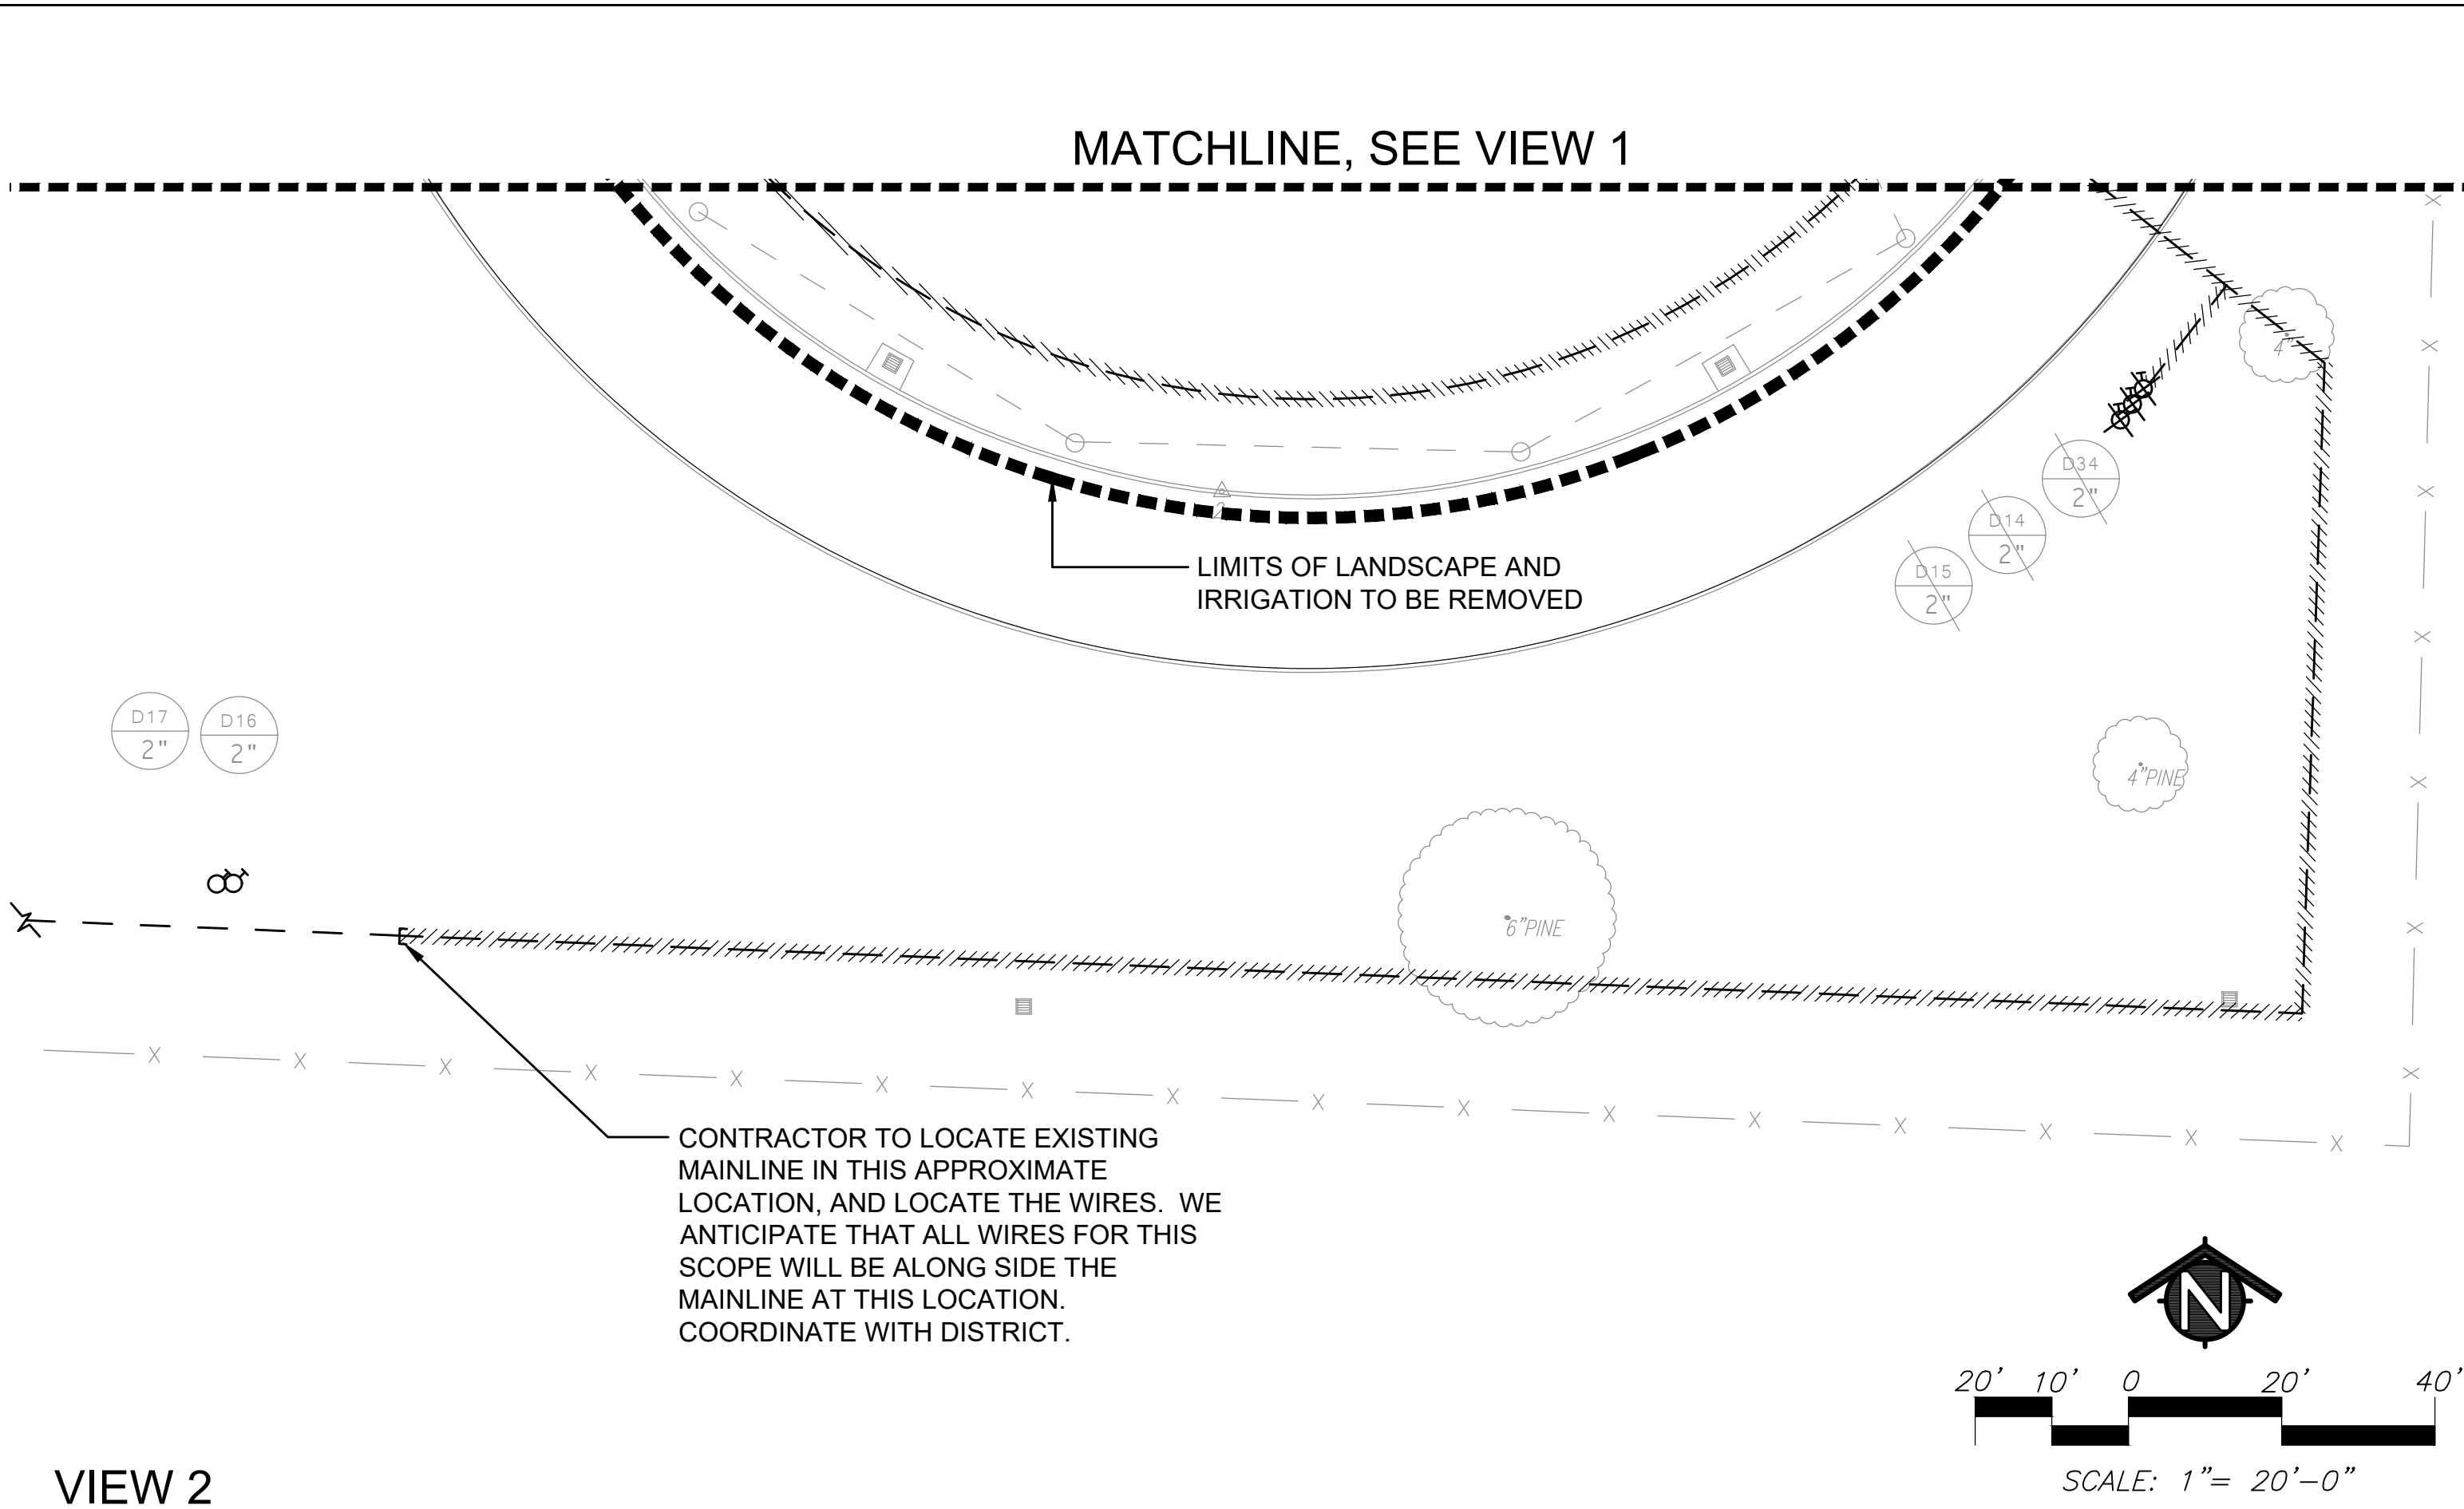 MATCHLINE, SEE VIEW 1
4"
D34
2"
D14
2"
D15
2"
2
LIMITS OF LANDSCAPE AND
IRRIGATION TO BE REMOVED
D17
2"
D16
2"
4"PINE
6"PINE
CONTRACTOR TO LOCATE EXISTING
MAINLINE IN THIS APPROXIMATE
LOCATION, AND LOCATE THE WIRES. WE
ANTICIPATE THAT ALL WIRES FOR THIS
SCOPE WILL BE ALONG SIDE THE
MAINLINE AT THIS LOCATION.
COORDINATE WITH DISTRICT.
N
20' 10' 0 20' 40'
SCALE: 1"= 20'-0"
VIEW 2